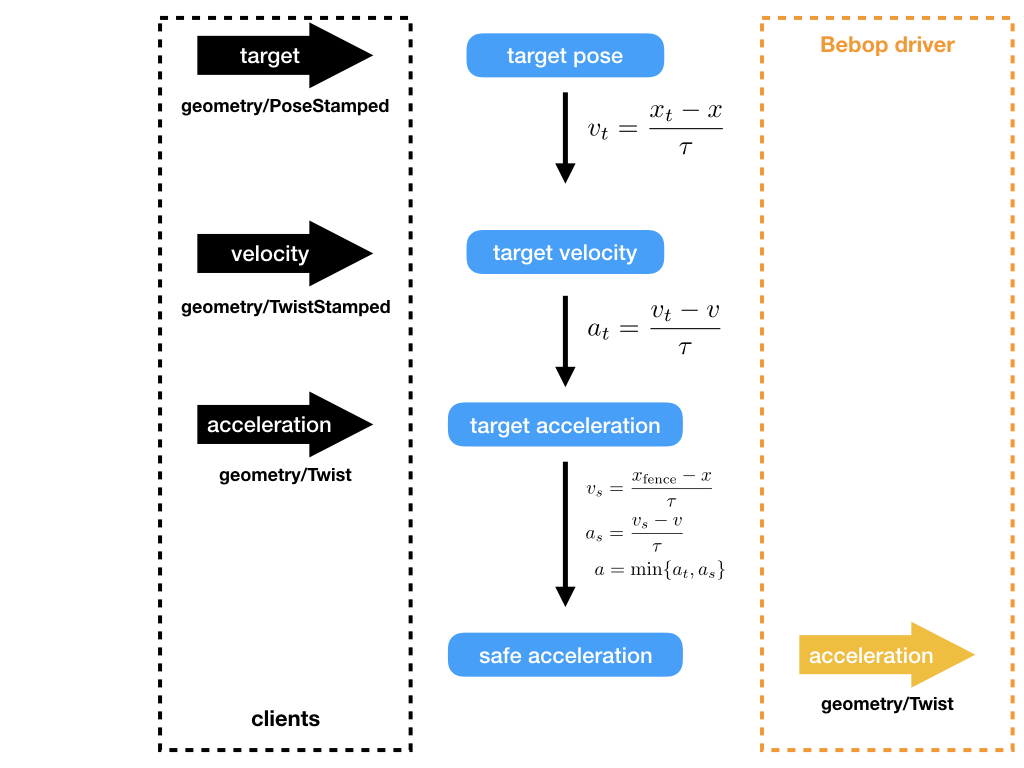 target
geometry/PoseStamped
target pose
v_t = \frac{x_t - x}{\tau}
Bebop driver
velocity
geometry/TwistStamped
target velocity
a_t = \frac{v_t - v}{\tau}
acceleration
geometry/Twist
target acceleration
v_s = \frac{x_{\text{fence}} - x}{\tau}
a_s = \frac{v_s - v}{\tau}
a = \min\{a_t, a_s\}
safe acceleration
acceleration
geometry/Twist
clients